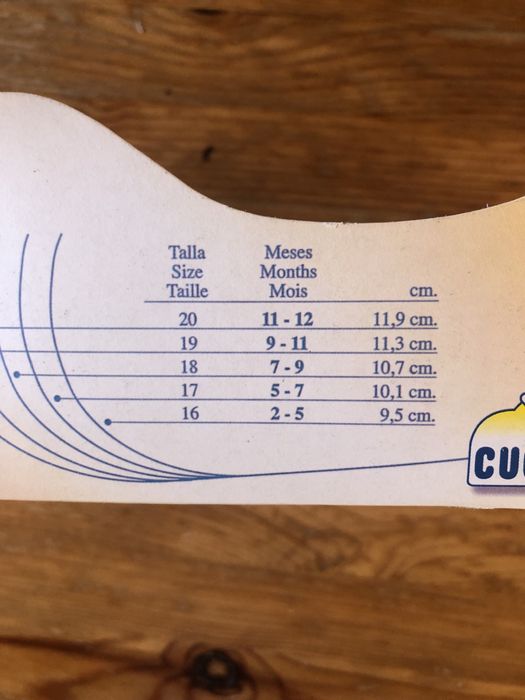 Talla Meses
Size Months
Taille Mois cm.
20 11 - 12 11,9 cm.
19 9 - 11 11,3 cm.
18 7 - 9 10,7 cm.
17 5 - 7 10,1 cm.
16 2 - 5 9,5 cm.